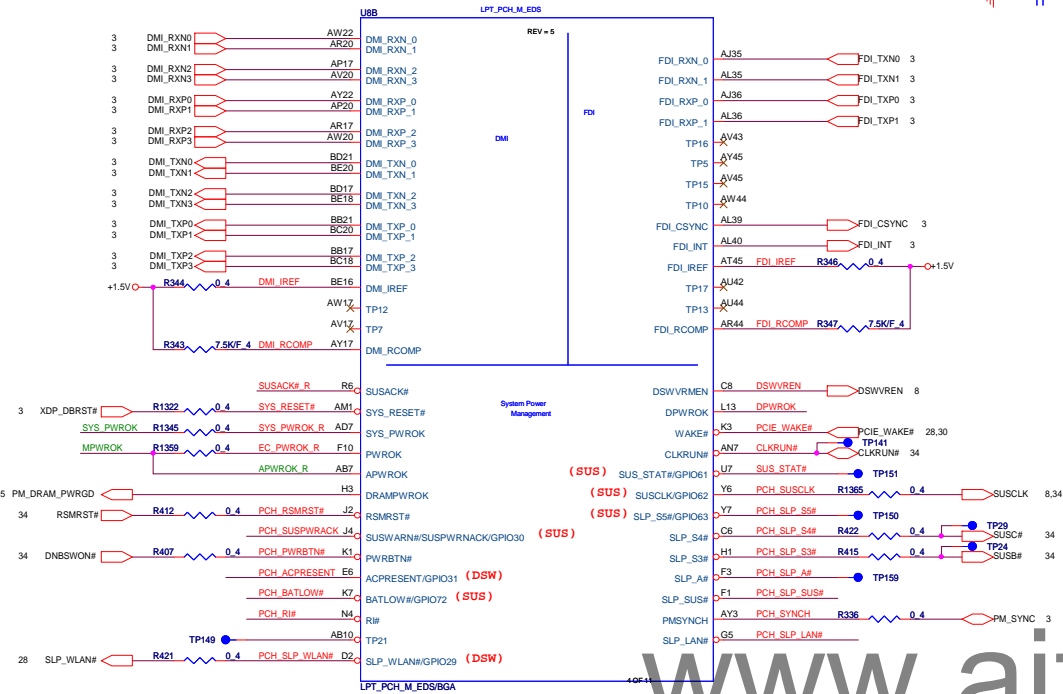 U8B
LPT_PCH_M_EDS
REV = 5
DMI
FDI
3 DMI_RXN0 AW22 DMI_RXN_0
3 DMI_RXN1 AR20 DMI_RXN_1
3 DMI_RXN2 AP17 DMI_RXN_2
3 DMI_RXN3 AV20 DMI_RXN_3
3 DMI_RXP0 AY22 DMI_RXP_0
3 DMI_RXP1 AP20 DMI_RXP_1
3 DMI_RXP2 AR17 DMI_RXP_2
3 DMI_RXP3 AW20 DMI_RXP_3
3 DMI_TXN0 BD21 DMI_TXN_0
3 DMI_TXN1 BE20 DMI_TXN_1
3 DMI_TXN2 BD17 DMI_TXN_2
3 DMI_TXN3 BE18 DMI_TXN_3
3 DMI_TXP0 BB21 DMI_TXP_0
3 DMI_TXP1 BC20 DMI_TXP_1
3 DMI_TXP2 BB17 DMI_TXP_2
3 DMI_TXP3 BC18 DMI_TXP_3
+1.5V R344 0_4 DMI_IREF BE16 DMI_IREF
AW17 TP12
AV17 TP7
R343 7.5K/F_4 DMI_RCOMP AY17 DMI_RCOMP
FDI_RXN_0 AJ35 FDI_TXN0 3
FDI_RXN_1 AL35 FDI_TXN1 3
FDI_RXP_0 AJ36 FDI_TXP0 3
FDI_RXP_1 AL36 FDI_TXP1 3
TP16 AV43
TP5 AY45
TP15 AV45
TP10 AW44
FDI_CSYNC AL39 FDI_CSYNC 3
FDI_INT AL40 FDI_INT 3
FDI_IREF AT45 FDI_IREF R346 0_4 +1.5V
TP17 AU42
TP13 AU44
FDI_RCOMP AR44 FDI_RCOMP R347 7.5K/F_4
System Power
Management
SUSACK#_R R6 SUSACK#
3 XDP_DBRST# R1322 0_4 SYS_RESET# AM1 SYS_RESET#
SYS_PWROK R1345 0_4 SYS_PWROK_R AD7 SYS_PWROK
MPWROK R1359 0_4 EC_PWROK_R F10 PWROK
APWROK_R AB7 APWROK
5 PM_DRAM_PWRGD H3 DRAMPWROK
34 RSMRST# R412 0_4 PCH_RSMRST# J2 RSMRST#
PCH_SUSPWRACK J4 SUSWARN#/SUSPWRNACK/GPIO30 (SUS)
34 DNBSWON# R407 0_4 PCH_PWRBTN# K1 PWRBTN#
PCH_ACPRESENT E6 ACPRESENT/GPIO31 (DSW)
PCH_BATLOW# K7 BATLOW#/GPIO72 (SUS)
PCH_RI# N4 RI#
TP149 AB10 TP21
28 SLP_WLAN# R421 0_4 PCH_SLP_WLAN# D2 SLP_WLAN#/GPIO29 (DSW)
DSWVRMEN C8 DSWVREN DSWVREN 8
DPWROK L13 DPWROK
WAKE# K3 PCIE_WAKE# PCIE_WAKE# 28,30
TP141
CLKRUN# AN7 CLKRUN# CLKRUN# 34
(SUS) SUS_STAT#/GPIO61 U7 SUS_STAT# TP151
(SUS) SUSCLK/GPIO62 Y6 PCH_SUSCLK R1365 0_4 SUSCLK 8,34
(SUS) SLP_S5#/GPIO63 Y7 PCH_SLP_S5# TP150
TP29
SLP_S4# C6 PCH_SLP_S4# R422 0_4 SUSC# 34
TP24
SLP_S3# H1 PCH_SLP_S3# R415 0_4 SUSB# 34
SLP_A# F3 PCH_SLP_A# TP159
SLP_SUS# F1 PCH_SLP_SUS#
PMSYNCH AY3 PCH_SYNCH R336 0_4 PM_SYNC 3
SLP_LAN# G5 PCH_SLP_LAN#
LPT_PCH_M_EDS/BGA
4 OF 11